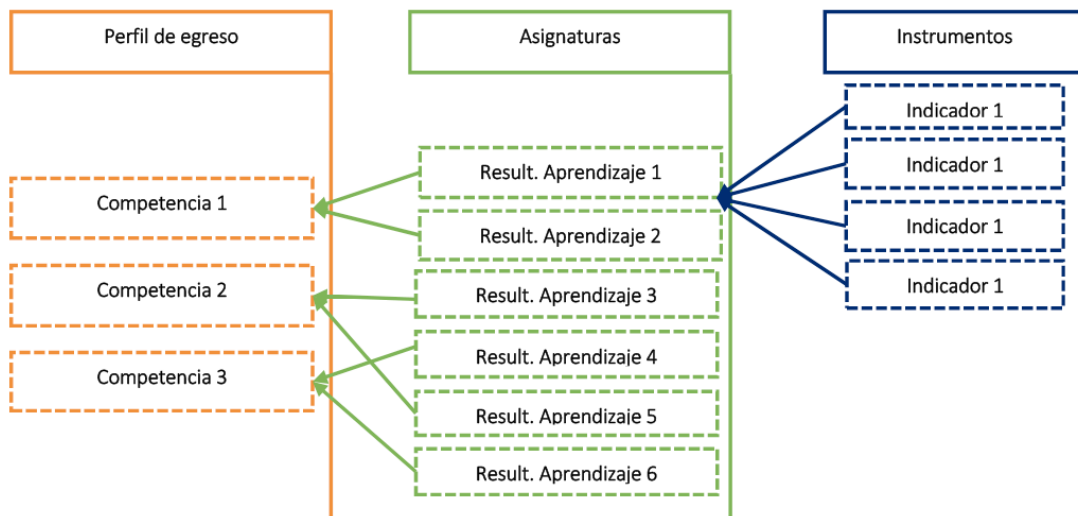 Perfil de egreso
Competencia 1
Competencia 2
Competencia 3
Asignaturas
Result. Aprendizaje 1
Result. Aprendizaje 2
Result. Aprendizaje 3
Result. Aprendizaje 4
Result. Aprendizaje 5
Result. Aprendizaje 6
Instrumentos
Indicador 1
Indicador 1
Indicador 1
Indicador 1